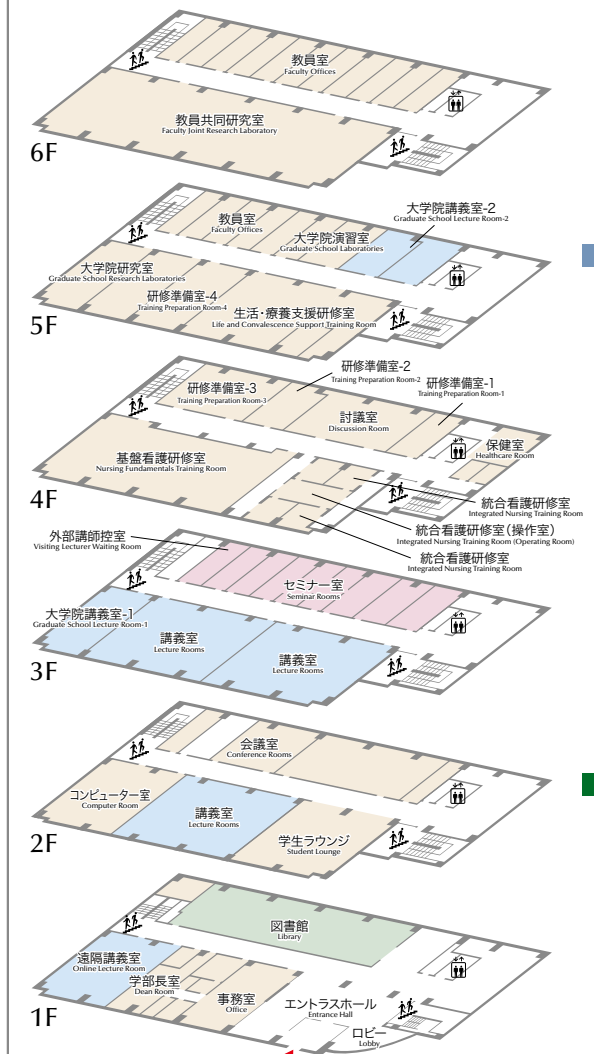 教員室
Faculty Offices
教員共同研究室
Faculty Joint Research Laboratory
6F
大学院講義室-2
Graduate School Lecture Room-2
教員室
Faculty Offices
大学院演習室
Graduate School Laboratories
大学院研究室
Graduate School Research Laboratories
研修準備室-4
Training Preparation Room-4
生活・療養支援研修室
Life and Convalescence Support Training Room
5F
研修準備室-2
Training Preparation Room-2
研修準備室-1
Training Preparation Room-1
研修準備室-3
Training Preparation Room-3
討議室
Discussion Room
保健室
Healthcare Room
基盤看護研修室
Nursing Fundamentals Training Room
4F
統合看護研修室
Integrated Nursing Training Room
統合看護研修室(操作室)
Integrated Nursing Training Room (Operating Room)
統合看護研修室
Integrated Nursing Training Room
外部講師控室
Visiting Lecturer Waiting Room
セミナー室
Seminar Rooms
大学院講義室-1
Graduate School Lecture Room-1
講義室
Lecture Rooms
講義室
Lecture Rooms
3F
会議室
Conference Rooms
コンピューター室
Computer Room
講義室
Lecture Rooms
学生ラウンジ
Student Lounge
2F
図書館
Library
遠隔講義室
Online Lecture Room
学部長室
Dean Room
事務室
Office
エントラスホール
Entrance Hall
ロビー
Lobby
1F